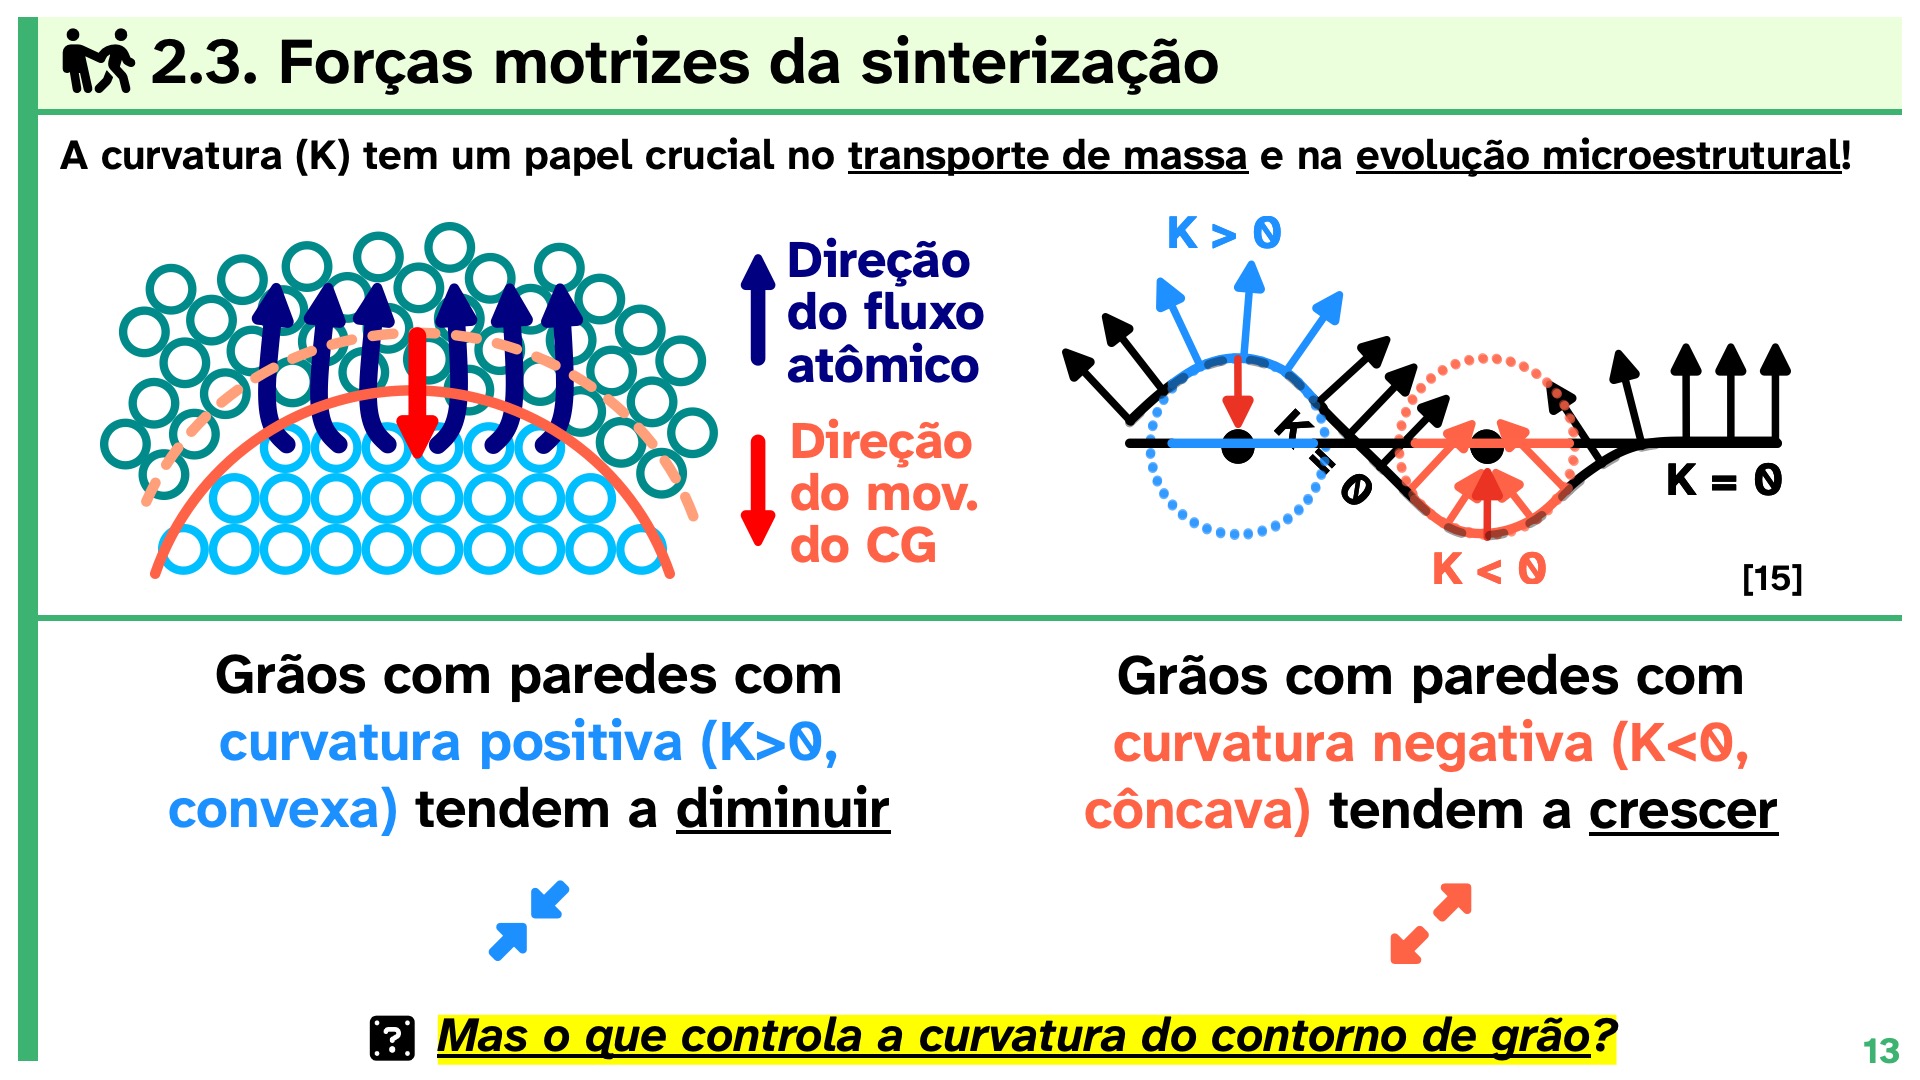 2.3. Forças motrizes da sinterização
A curvatura (K) tem um papel crucial no transporte de massa e na evolução microestrutural!
Direção
do fluxo
atômico
Direção
do mov.
do CG
K > 0
K = 0
K < 0
K = 0
[15]
Grãos com paredes com
curvatura positiva (K>0,
convexa) tendem a diminuir
Grãos com paredes com
curvatura negativa (K<0,
côncava) tendem a crescer
? Mas o que controla a curvatura do contorno de grão?
13